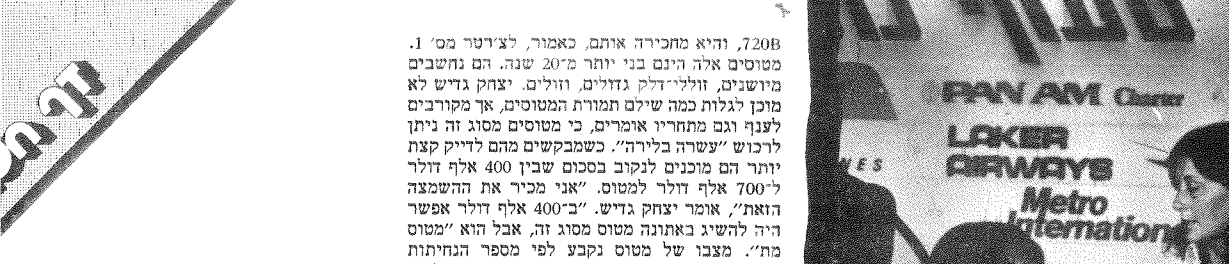 720B, והיא מחכירה אותם, כאמור, לצ׳רטר מס׳ 1.
מטוסים אלה הינם בני יותר מ־20 שנה. הם נחשבים
מיושנים, זוללי־דלק גדולים, וזולים. יצחק גדיש לא
מוכן לגלות כמה שילם תמורת המטוסים, אך מקורבים
לענף וגם מתחריו אומרים, כי מטוסים מסוג זה ניתן
לרכוש ״עשרה בלירה״. כשמבקשים מהם לדייק קצת
יותר הם מוכנים לנקוב בסכום שבין 400 אלף דולר
ל־700 אלף דולר למטוס. ״אני מכיר את ההשמצה
הזאת״, אומר יצחק גדיש. ״ב־400 אלף דולר אפשר
היה להשיג באתונה מטוס מסוג זה, אבל הוא ״מטוס
מת״. מצבו של מטוס נקבע לפי מספר הנחיתות
PAN AM Charter
LAKER
AIRWAYS
NES
Metro
International